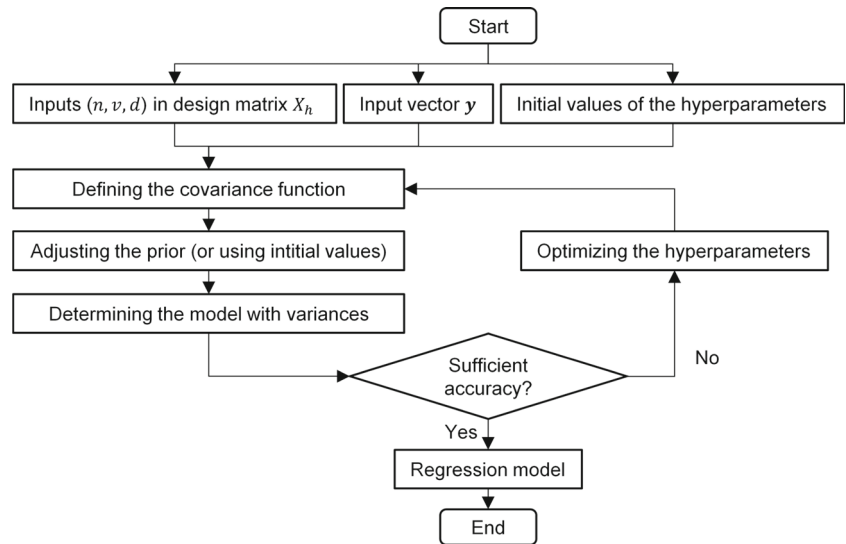 Start
Inputs (n, v, d) in design matrix X_h
Input vector y
Initial values of the hyperparameters
Defining the covariance function
Adjusting the prior (or using intitial values)
Optimizing the hyperparameters
Determining the model with variances
Sufficient
accuracy?
No
Yes
Regression model
End